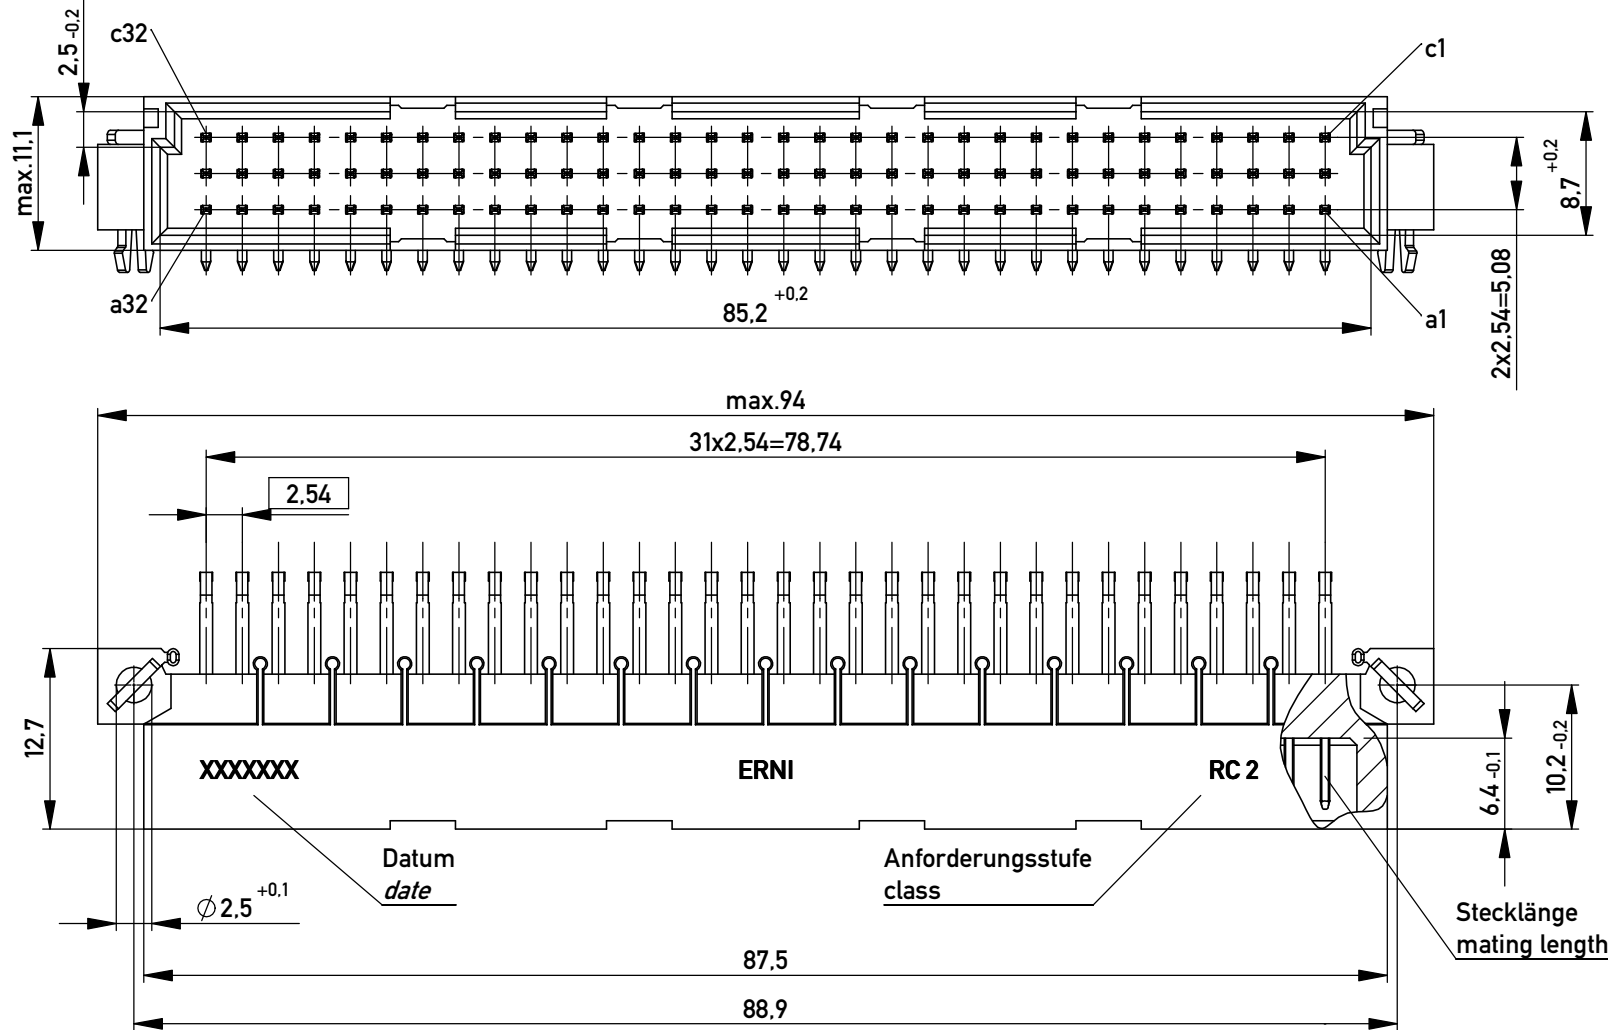 2,5 -0,2
c32
c1
max.11,1
8,7 +0,2
a32
85,2 +0,2
a1
2x2,54=5,08
max.94
31x2,54=78,74
2,54
12,7
XXXXXXX
ERNI
RC 2
6,4 -0,1
10,2 -0,2
Datum
date
Anforderungsstufe
class
∅ 2,5 +0,1
Stecklänge
mating length
87,5
88,9